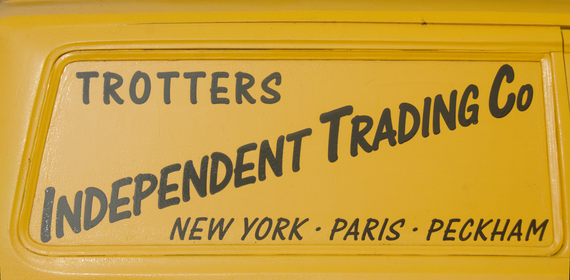 TROTTERS
INDEPENDENT TRADING Co
NEW YORK · PARIS · PECKHAM